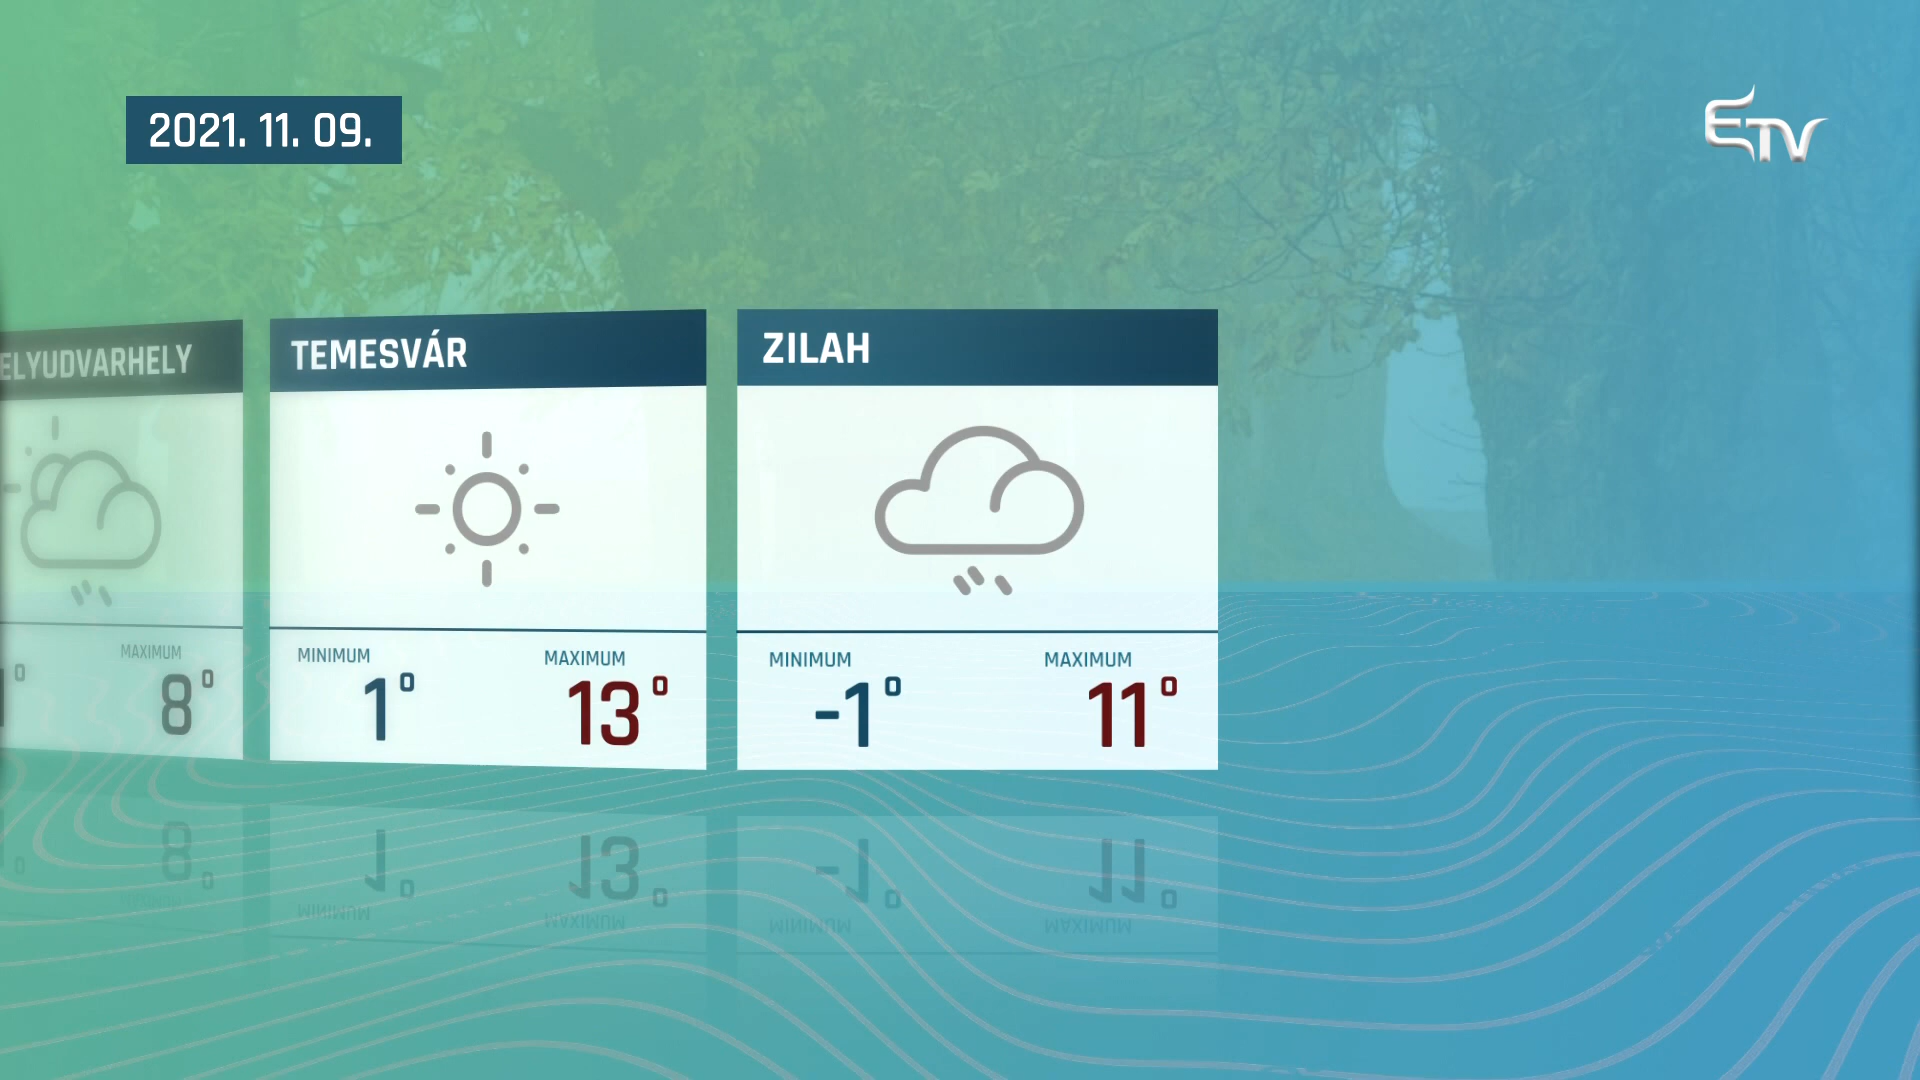 2021. 11. 09.
ETV
ELYUDVARHELY
MAXIMUM
8°
TEMESVÁR
MINIMUM
MAXIMUM
1°
13°
ZILAH
MINIMUM
MAXIMUM
-1°
11°